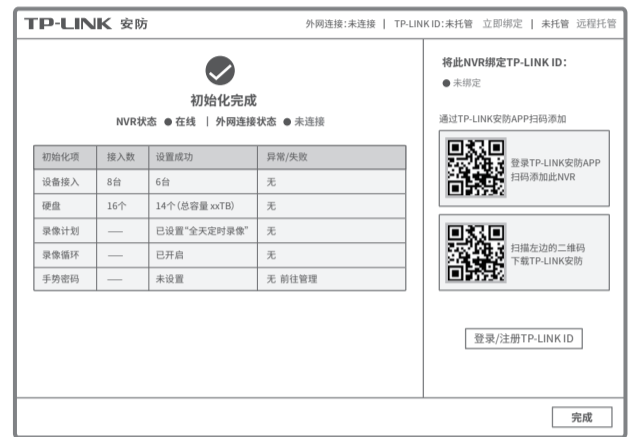 TP-LINK 安防
外网连接:未连接 | TP-LINK ID:未托管 立即绑定 | 未托管 远程托管
初始化完成
NVR状态 ●在线 | 外网连接状态 ●未连接
初始化项 接入数 设置成功 异常/失败
设备接入 8台 6台 无
硬盘 16个 14个(总容量 xxTB) 无
录像计划 —— 已设置“全天定时录像” 无
录像循环 —— 已开启 无
手势密码 —— 未设置 无 前往管理
将此NVR绑定TP-LINK ID:
●未绑定
通过TP-LINK安防APP扫码添加
登录TP-LINK安防APP
扫码添加此NVR
扫描左边的二维码
下载TP-LINK安防
登录/注册TP-LINK ID
完成